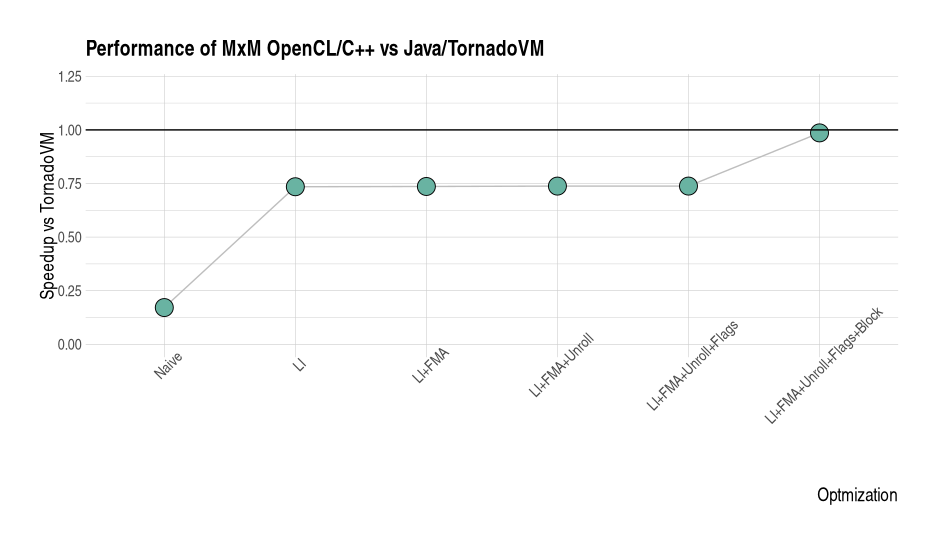 Performance of MxM OpenCL/C++ vs Java/TornadoVM
Speedup vs TornadoVM
1.25
1.00
0.75
0.50
0.25
0.00
Naive
LI
LI+FMA
LI+FMA+Unroll
LI+FMA+Unroll+Flags
LI+FMA+Unroll+Flags+Block
Optmization